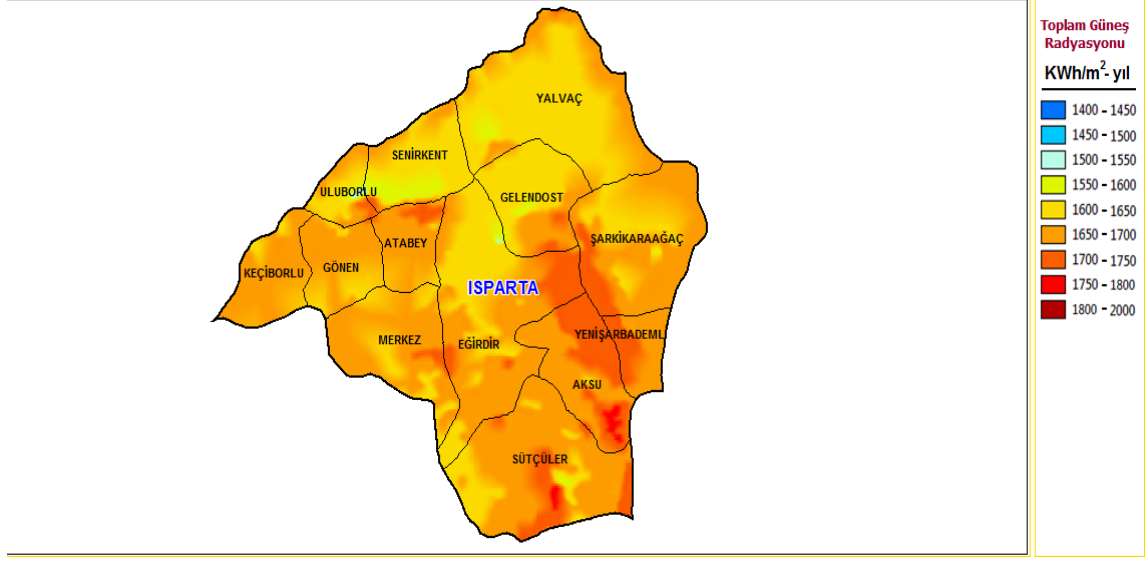 Toplam Güneş
Radyasyonu
KWh/m²- yıl
1400 - 1450
1450 - 1500
1500 - 1550
1550 - 1600
1600 - 1650
1650 - 1700
1700 - 1750
1750 - 1800
1800 - 2000
YALVAÇ
SENİRKENT
ULUBORLU
GELENDOST
ATABEY
ŞARKİKARAAĞAÇ
KEÇİBORLU
GÖNEN
ISPARTA
MERKEZ
EĞİRDİR
YENİŞARBADEMLİ
AKSU
SÜTÇÜLER